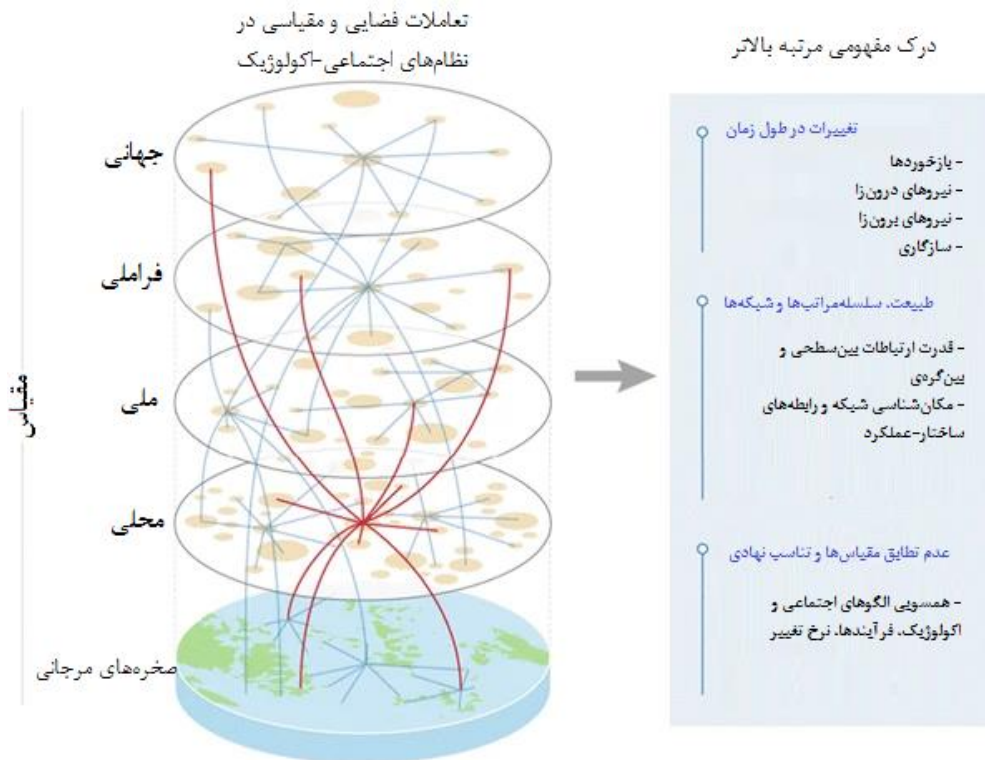 تعاملات فضایی و مقیاسی در
نظام‌های اجتماعی-اکولوژیک
مقیاس
جهانی
فراملی
ملی
محلی
صخره‌های مرجانی
درک مفهومی مرتبه بالاتر
تغییرات در طول زمان
- بازخوردها
- نیروهای درون‌زا
- نیروهای برون‌زا
- سازگاری
طبیعت، سلسله‌مراتب‌ها و شبکه‌ها
- قدرت ارتباطات بین‌سطحی و
بین‌گره‌ی
- مکان‌شناسی شبکه و رابطه‌های
ساختار-عملکرد
عدم تطابق مقیاس‌ها و تناسب نهادی
- همسویی الگوهای اجتماعی و
اکولوژیک، فرآیندها، نرخ تغییر